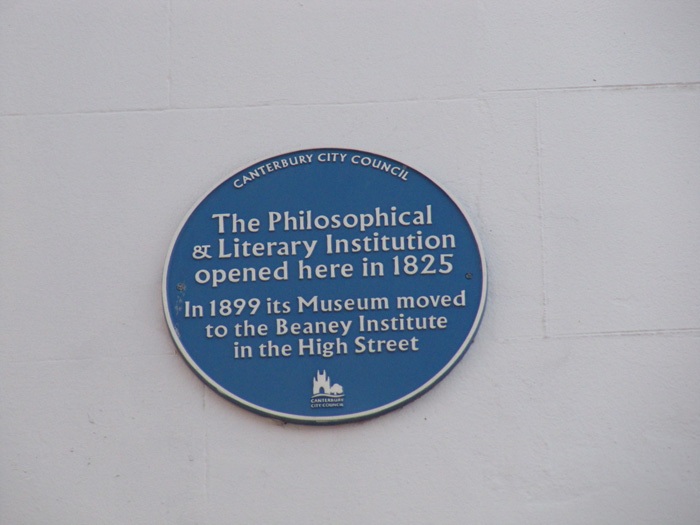 CANTERBURY CITY COUNCIL
The Philosophical
& Literary Institution
opened here in 1825
In 1899 its Museum moved
to the Beaney Institute
in the High Street
CANTERBURY
CITY COUNCIL